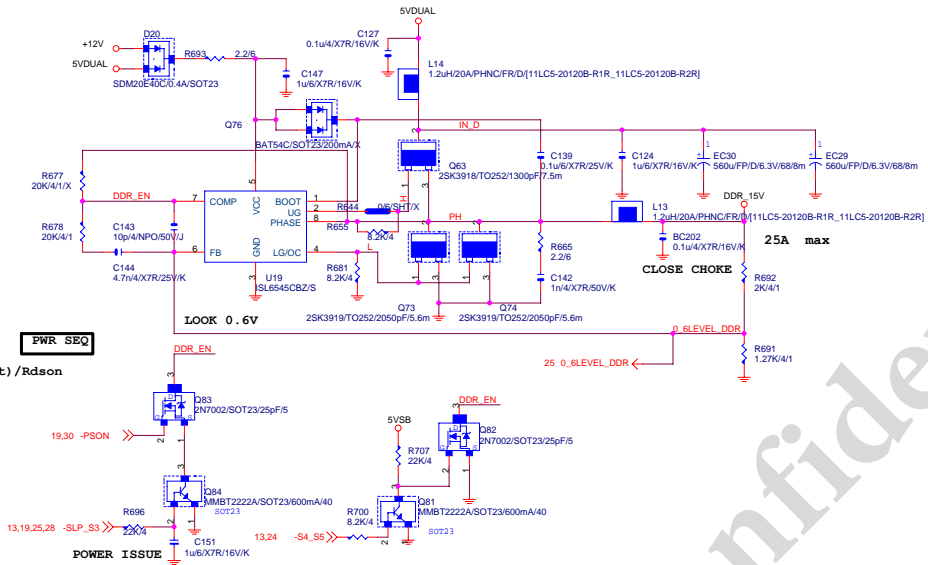 5VDUAL
D20
+12V
5VDUAL
SDM20E40C/0.4A/SOT23
R693
2.2/6
C127
0.1u/4/X7R/16V/K
L14
1.2uH/20A/PHNC/FR/D/[11LC5-20120B-R1R_11LC5-20120B-R2R]
C147
1u/6/X7R/16V/K
Q76
BAT54C/SOT23/200mA/X
IN_D
Q63
2SK3918/TO252/1300pF/7.5m
C139
0.1u/6/X7R/25V/K
C124
1u/6/X7R/16V/K
EC30
560u/FP/D/6.3V/68/8m
EC29
560u/FP/D/6.3V/68/8m
R677
20K/4/1/X
DDR_EN
7
COMP
VCC
5
BOOT
1
UG
2
PHASE
8
GND
3
FB
6
LG/OC
4
U19
ISL6545CBZ/S
R644
0/6/SHT/X
R655
8.2K/4
PH
DDR_15V
L13
1.2uH/20A/PHNC/FR/D/[11LC5-20120B-R1R_11LC5-20120B-R2R]
R678
20K/4/1
C143
10p/4/NPO/50V/J
C144
4.7n/4/X7R/25V/K
L
R681
8.2K/4
Q73
2SK3919/TO252/2050pF/5.6m
Q74
2SK3919/TO252/2050pF/5.6m
R665
2.2/6
C142
1n/4/X7R/50V/K
BC202
0.1u/4/X7R/16V/K
25A max
CLOSE CHOKE
R692
2K/4/1
LOOK 0.6V
0_6LEVEL_DDR
25 0_6LEVEL_DDR
R691
1.27K/4/1
PWR SEQ
t)/Rdson
DDR_EN
Q83
2N7002/SOT23/25pF/5
19,30 -PSON
Q84
MMBT2222A/SOT23/600mA/40
SOT23
13,19,25,28 -SLP_S3
R696
22K/4
C151
1u/6/X7R/16V/K
POWER ISSUE
5VSB
R707
22K/4
DDR_EN
Q82
2N7002/SOT23/25pF/5
Q81
MMBT2222A/SOT23/600mA/40
SOT23
R700
8.2K/4
13,24 -S4_S5